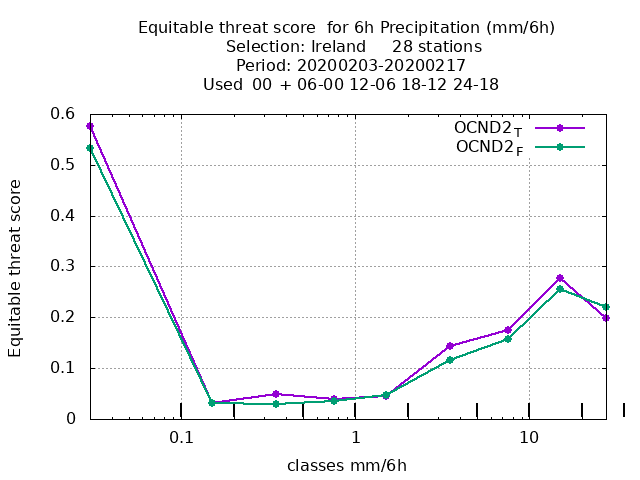 Equitable threat score  for 6h Precipitation (mm/6h)
Selection: Ireland     28 stations
Period: 20200203-20200217
Used  00  + 06-00 12-06 18-12 24-18
OCND2_T
OCND2_F
Equitable threat score
0.6
0.5
0.4
0.3
0.2
0.1
0
0.1
1
10
classes mm/6h